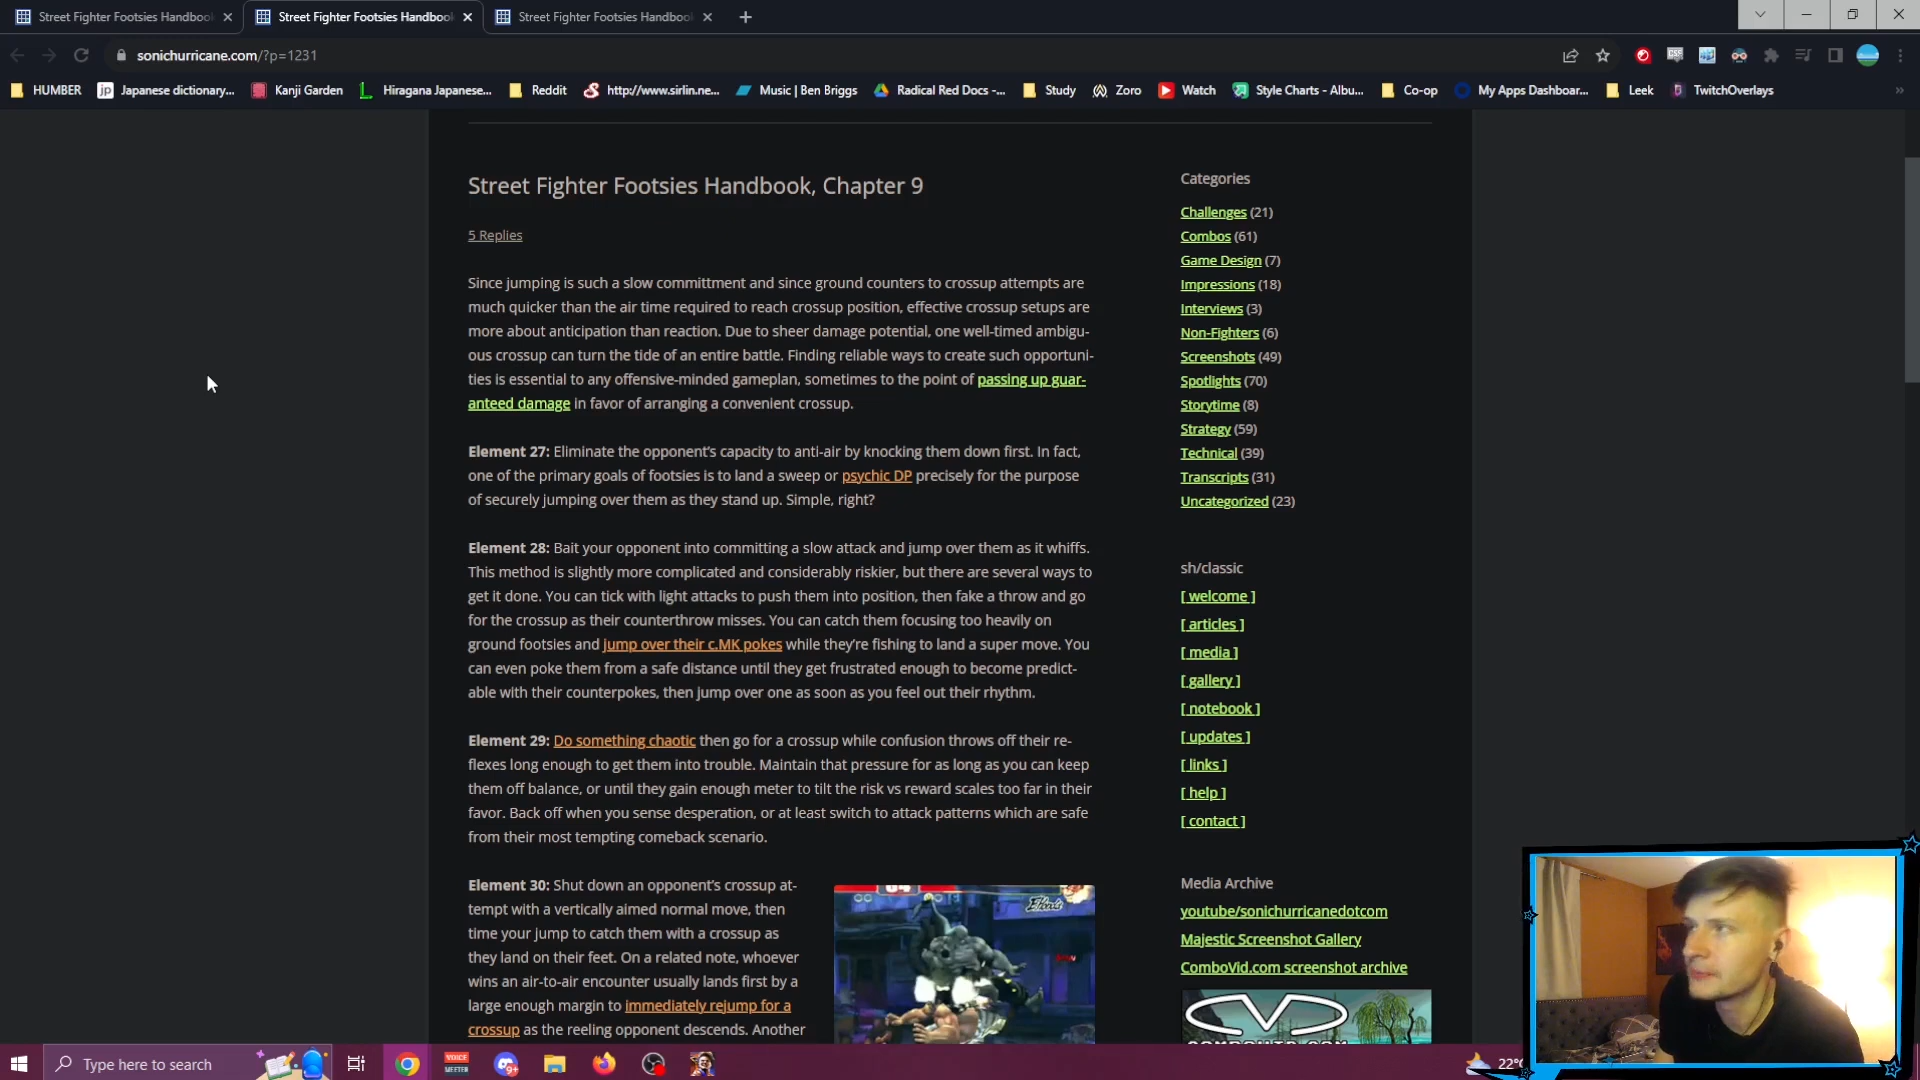 Street Fighter Footsies Handbook
Street Fighter Footsies Handbook
Street Fighter Footsies Handbook
sonichurricane.com/?p=1231
HUMBER
Japanese dictionary...
Kanji Garden
Hiragana Japanese...
Reddit
http://www.sirlin.ne...
Music | Ben Briggs
Radical Red Docs -...
Study
Zoro
Watch
Style Charts - Albu...
Co-op
My Apps Dashboar...
Leek
TwitchOverlays
»
Street Fighter Footsies Handbook, Chapter 9
5 Replies
Since jumping is such a slow committment and since ground counters to crossup attempts are
much quicker than the air time required to reach crossup position, effective crossup setups are
more about anticipation than reaction. Due to sheer damage potential, one well-timed ambigu-
ous crossup can turn the tide of an entire battle. Finding reliable ways to create such opportuni-
ties is essential to any offensive-minded gameplan, sometimes to the point of passing up guar-
anteed damage in favor of arranging a convenient crossup.
Element 27: Eliminate the opponent's capacity to anti-air by knocking them down first. In fact,
one of the primary goals of footsies is to land a sweep or psychic DP precisely for the purpose
of securely jumping over them as they stand up. Simple, right?
Element 28: Bait your opponent into committing a slow attack and jump over them as it whiffs.
This method is slightly more complicated and considerably riskier, but there are several ways to
get it done. You can tick with light attacks to push them into position, then fake a throw and go
for the crossup as their counterthrow misses. You can catch them focusing too heavily on
ground footsies and jump over their c.MK pokes while they're fishing to land a super move. You
can even poke them from a safe distance until they get frustrated enough to become predict-
able with their counterpokes, then jump over one as soon as you feel out their rhythm.
Element 29: Do something chaotic then go for a crossup while confusion throws off their re-
flexes long enough to get them into trouble. Maintain that pressure for as long as you can keep
them off balance, or until they gain enough meter to tilt the risk vs reward scales too far in their
favor. Back off when you sense desperation, or at least switch to attack patterns which are safe
from their most tempting comeback scenario.
Element 30: Shut down an opponent's crossup at-
tempt with a vertically aimed normal move, then
time your jump to catch them with a crossup as
they land on their feet. On a related note, whoever
wins an air-to-air encounter usually lands first by a
large enough margin to immediately rejump for a
crossup as the reeling opponent descends. Another
Categories
Challenges (21)
Combos (61)
Game Design (7)
Impressions (18)
Interviews (3)
Non-Fighters (6)
Screenshots (49)
Spotlights (70)
Storytime (8)
Strategy (59)
Technical (39)
Transcripts (31)
Uncategorized (23)
sh/classic
[ welcome ]
[ articles ]
[ media ]
[ gallery ]
[ notebook ]
[ updates ]
[ links ]
[ help ]
[ contact ]
Media Archive
youtube/sonichurricanedotcom
Majestic Screenshot Gallery
ComboVid.com screenshot archive
Type here to search
VOICE
MEETER
22°